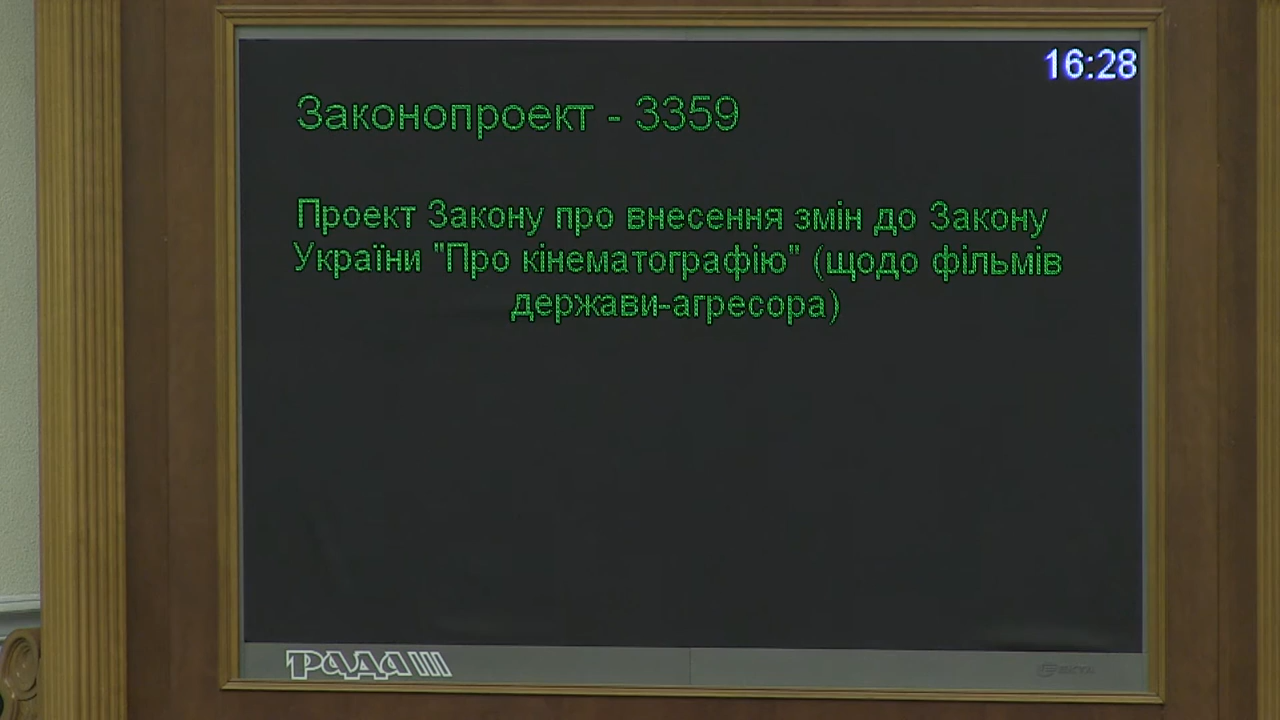 16:28
Законопроект - 3359
Проект Закону про внесення змін до Закону
України "Про кінематографію" (щодо фільмів
держави-агресора)
РАДА III